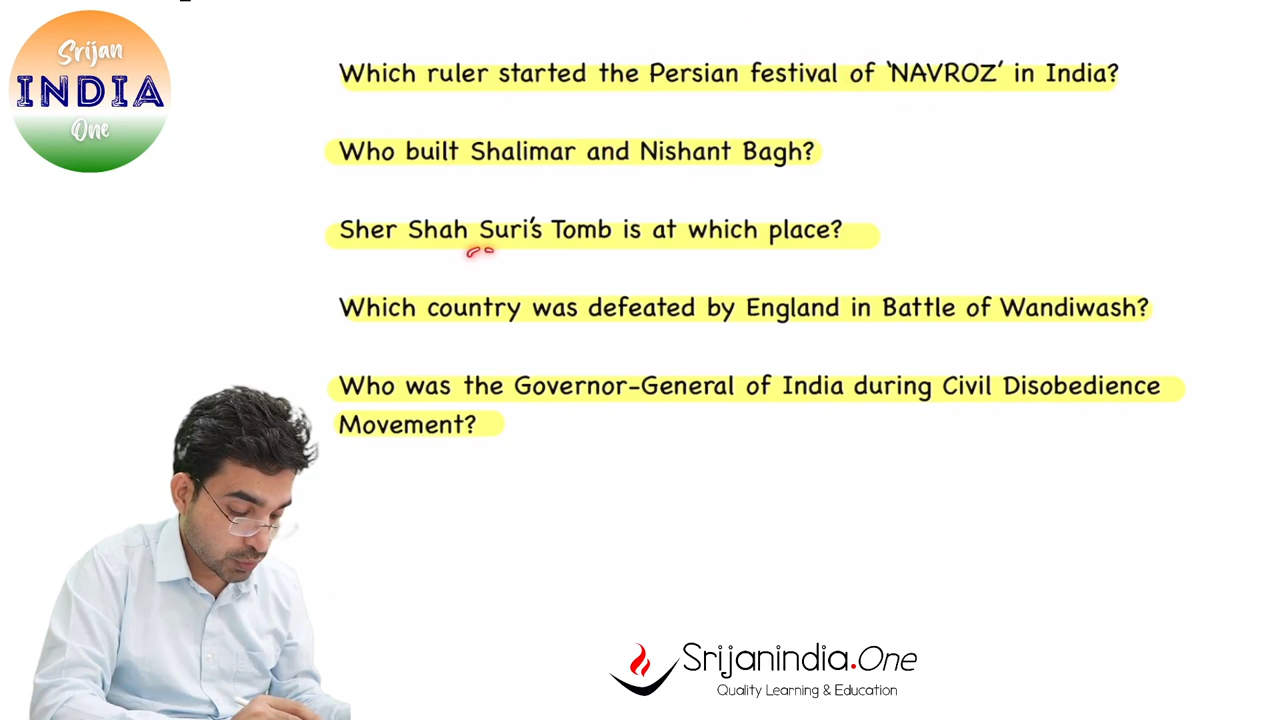 Srijan
INDIA
One
Which ruler started the Persian festival of ‘NAVROZ’ in India?
Who built Shalimar and Nishant Bagh?
Sher Shah Suri’s Tomb is at which place?
Which country was defeated by England in Battle of Wandiwash?
Who was the Governor-General of India during Civil Disobedience
Movement?
Srijanindia.One
Quality Learning & Education